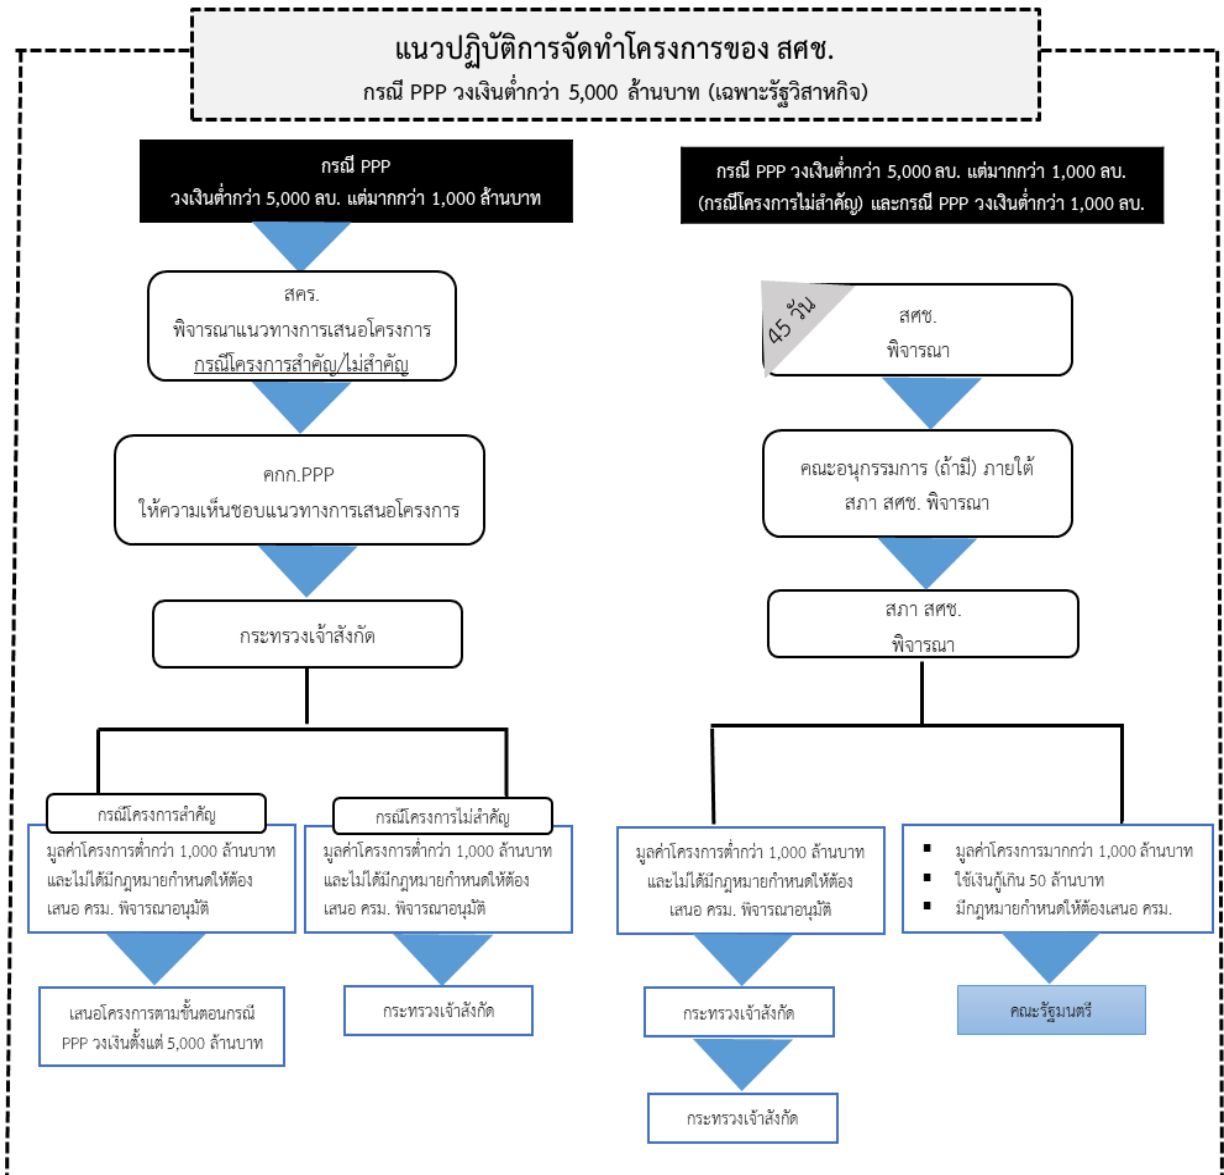 แนวปฏิบัติการจัดทำโครงการของ สศช.
กรณี PPP วงเงินต่ำกว่า 5,000 ล้านบาท (เฉพาะรัฐวิสาหกิจ)
กรณี PPP
วงเงินต่ำกว่า 5,000 ลบ. แต่มากกว่า 1,000 ล้านบาท
สคร.
พิจารณาแนวทางการเสนอโครงการ
กรณีโครงการสำคัญ/ไม่สำคัญ
คกก.PPP
ให้ความเห็นชอบแนวทางการเสนอโครงการ
กระทรวงเจ้าสังกัด
กรณีโครงการสำคัญ
มูลค่าโครงการต่ำกว่า 1,000 ล้านบาท
และไม่ได้มีกฎหมายกำหนดให้ต้อง
เสนอ ครม. พิจารณาอนุมัติ
เสนอโครงการตามขั้นตอนกรณี
PPP วงเงินตั้งแต่ 5,000 ล้านบาท
กรณีโครงการไม่สำคัญ
มูลค่าโครงการต่ำกว่า 1,000 ล้านบาท
และไม่ได้มีกฎหมายกำหนดให้ต้อง
เสนอ ครม. พิจารณาอนุมัติ
กระทรวงเจ้าสังกัด
กรณี PPP วงเงินต่ำกว่า 5,000 ลบ. แต่มากกว่า 1,000 ลบ.
(กรณีโครงการไม่สำคัญ) และกรณี PPP วงเงินต่ำกว่า 1,000 ลบ.
45 วัน
สศช.
พิจารณา
คณะอนุกรรมการ (ถ้ามี) ภายใต้
สภา สศช. พิจารณา
สภา สศช.
พิจารณา
มูลค่าโครงการต่ำกว่า 1,000 ล้านบาท
และไม่ได้มีกฎหมายกำหนดให้ต้อง
เสนอ ครม. พิจารณาอนุมัติ
กระทรวงเจ้าสังกัด
กระทรวงเจ้าสังกัด
▪ มูลค่าโครงการมากกว่า 1,000 ล้านบาท
▪ ใช้เงินกู้เกิน 50 ล้านบาท
▪ มีกฎหมายกำหนดให้ต้องเสนอ ครม.
คณะรัฐมนตรี